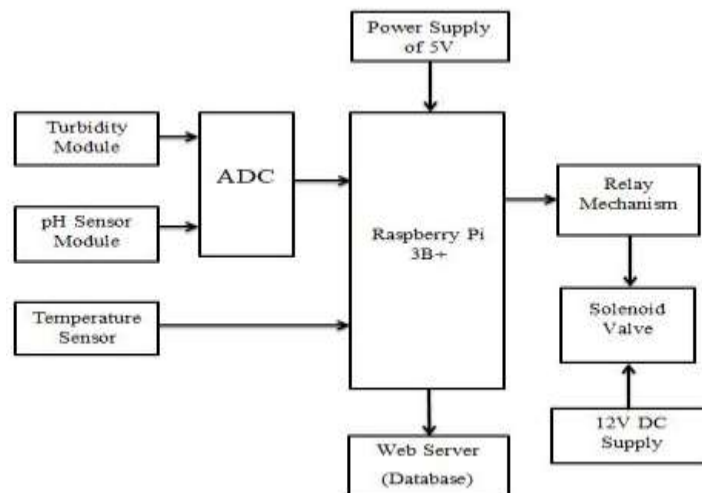 Power Supply
of 5V
Turbidity
Module
ADC
pH Sensor
Module
Temperature
Sensor
Raspberry Pi
3B+
Relay
Mechanism
Solenoid
Valve
12V DC
Supply
Web Server
(Database)